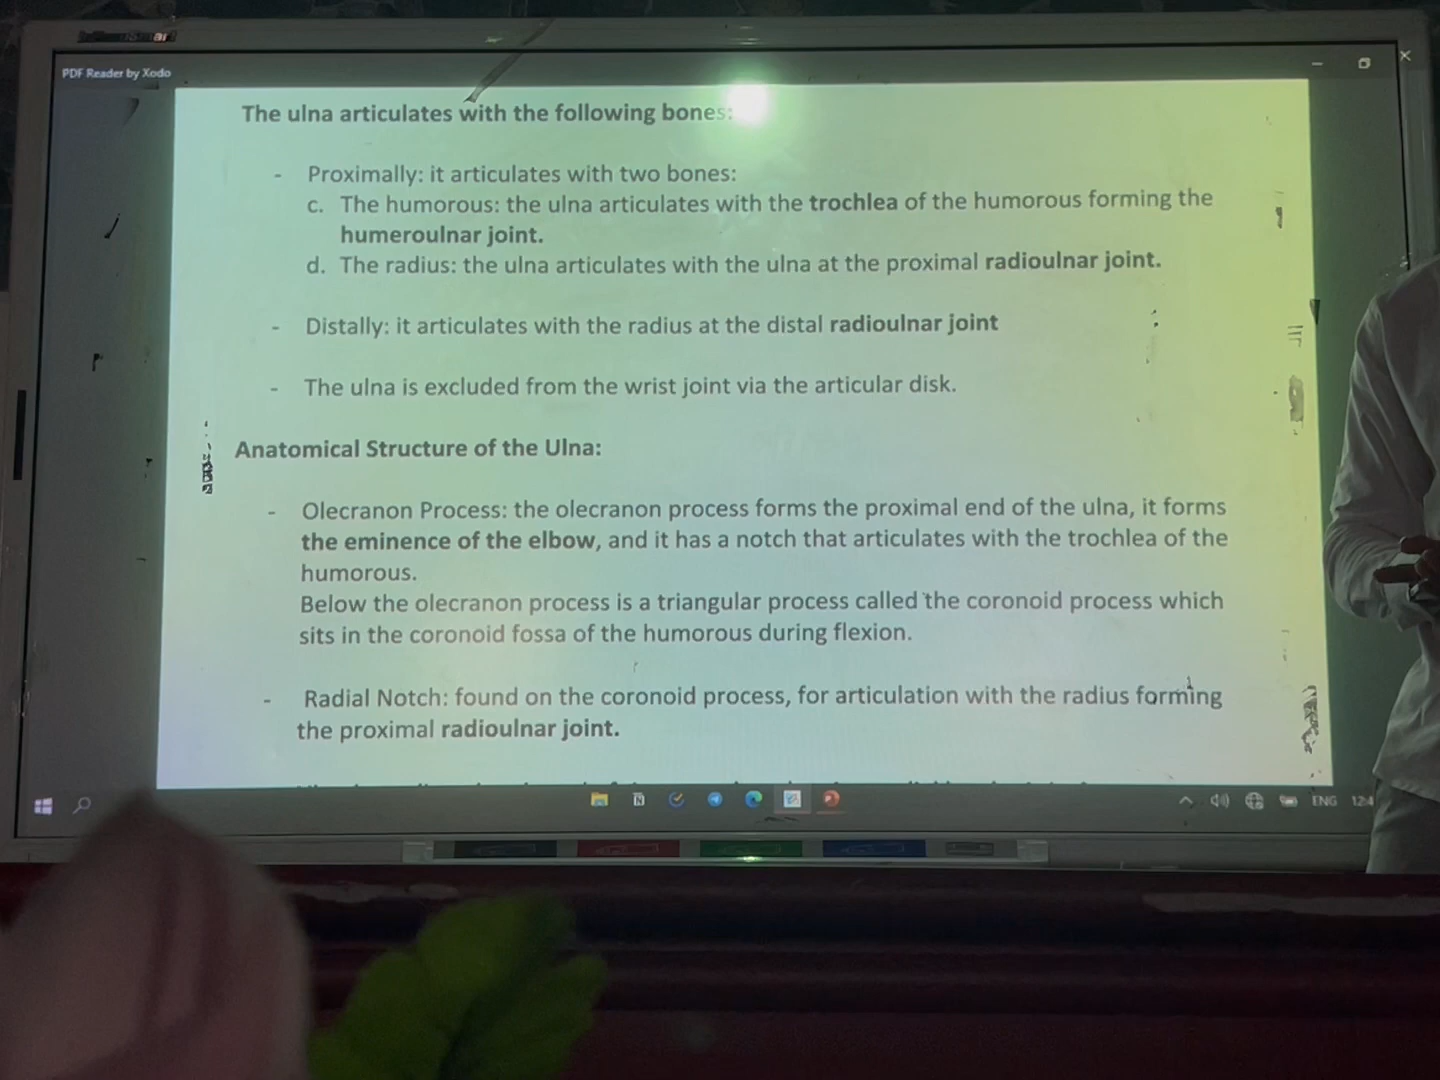 PDF Reader by Xodo
The ulna articulates with the following bones:
- Proximally: it articulates with two bones:
c. The humorous: the ulna articulates with the trochlea of the humorous forming the
humeroulnar joint.
d. The radius: the ulna articulates with the ulna at the proximal radioulnar joint.
- Distally: it articulates with the radius at the distal radioulnar joint
- The ulna is excluded from the wrist joint via the articular disk.
Anatomical Structure of the Ulna:
- Olecranon Process: the olecranon process forms the proximal end of the ulna, it forms
the eminence of the elbow, and it has a notch that articulates with the trochlea of the
humorous.
Below the olecranon process is a triangular process called the coronoid process which
sits in the coronoid fossa of the humorous during flexion.
- Radial Notch: found on the coronoid process, for articulation with the radius forming
the proximal radioulnar joint.
ENG 12:4